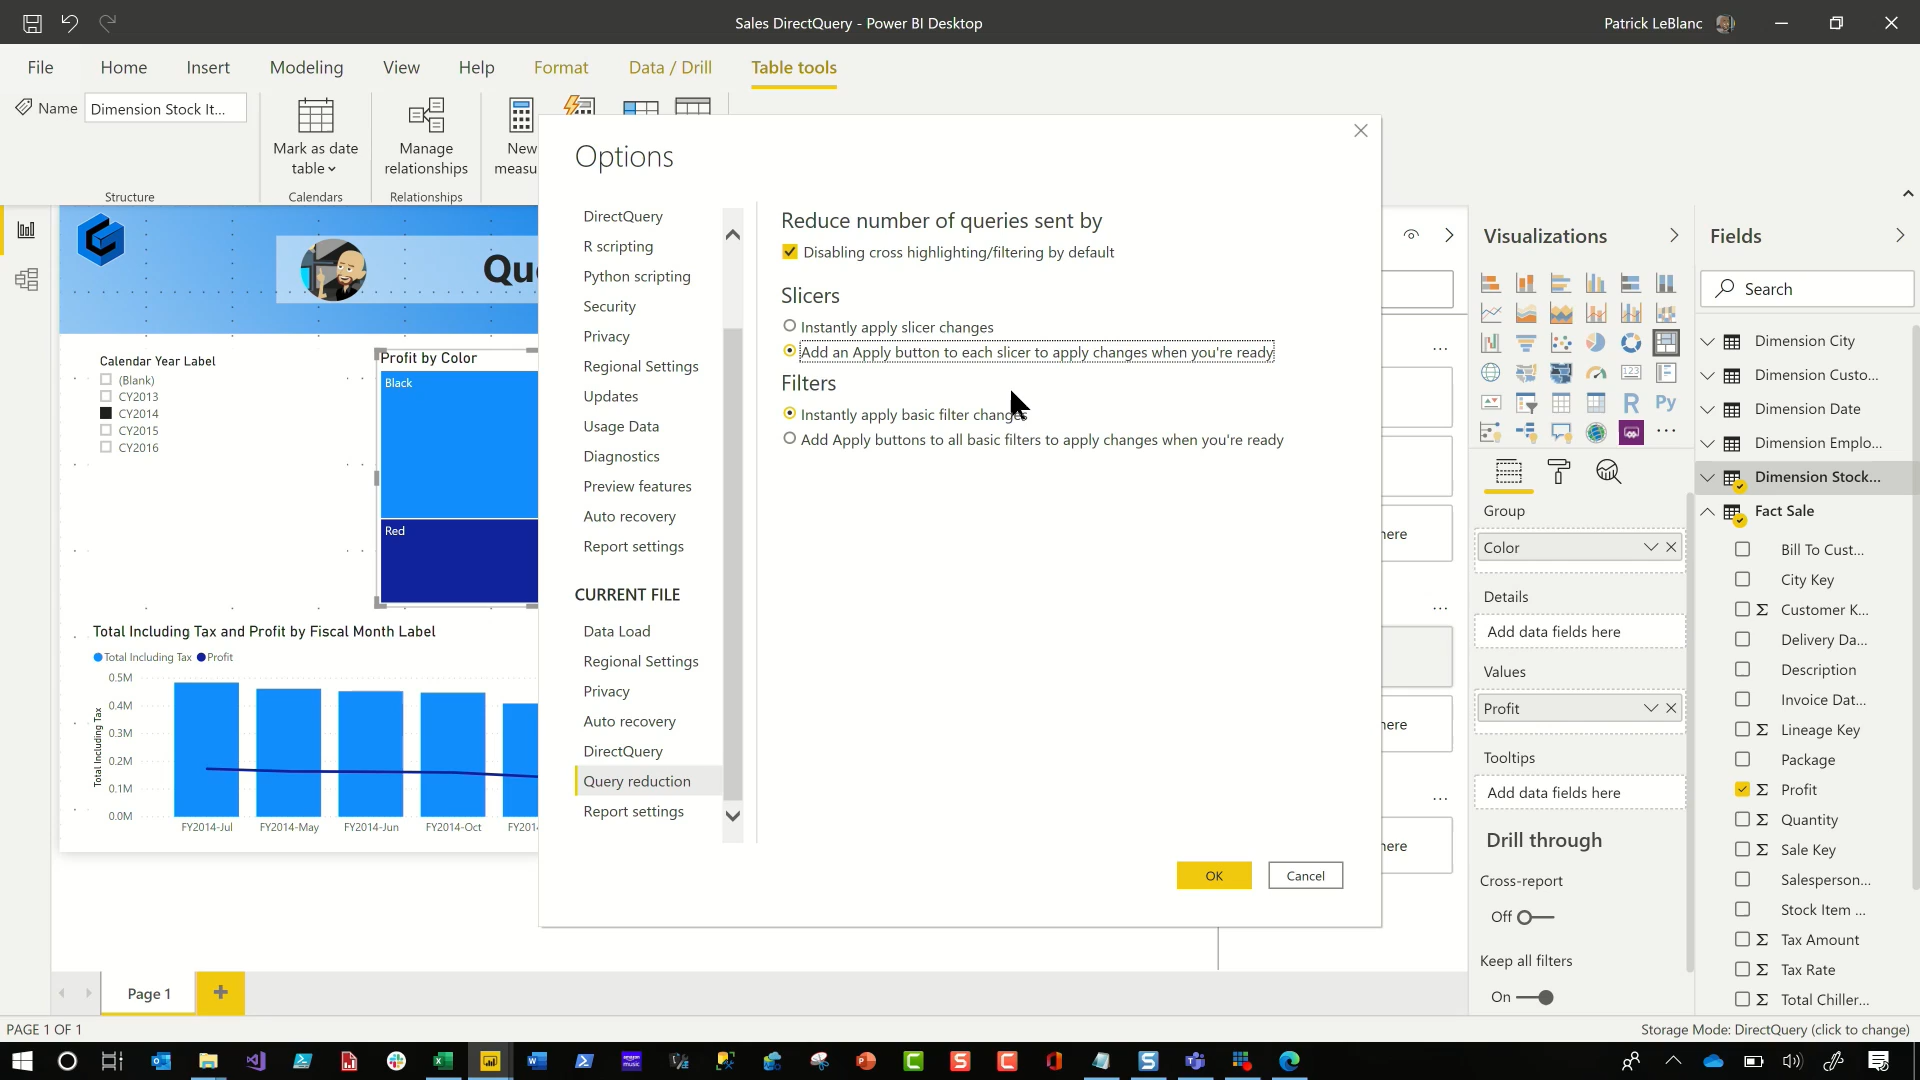 Sales DirectQuery - Power BI Desktop
Patrick LeBlanc
File
Home
Insert
Modeling
View
Help
Format
Data / Drill
Table tools
Name
Dimension Stock It...
Mark as date
table
Manage
relationships
New
measu
Structure
Calendars
Relationships
Options
DirectQuery
R scripting
Python scripting
Security
Privacy
Regional Settings
Updates
Usage Data
Diagnostics
Preview features
Auto recovery
Report settings
CURRENT FILE
Data Load
Regional Settings
Privacy
Auto recovery
DirectQuery
Query reduction
Report settings
Reduce number of queries sent by
Disabling cross highlighting/filtering by default
Slicers
Instantly apply slicer changes
Add an Apply button to each slicer to apply changes when you're ready
Filters
Instantly apply basic filter changes
Add Apply buttons to all basic filters to apply changes when you're ready
OK
Cancel
Que
Calendar Year Label
(Blank)
CY2013
CY2014
CY2015
CY2016
Profit by Color
Black
Red
Total Including Tax and Profit by Fiscal Month Label
Total Including Tax
Profit
Total Including Tax
0.5M
0.4M
0.3M
0.2M
0.1M
0.0M
FY2014-Jul
FY2014-May
FY2014-Jun
FY2014-Oct
FY2014
...
here
...
here
...
here
Visualizations
R
Py
...
Group
Color
Details
Add data fields here
Values
Profit
Tooltips
Add data fields here
Drill through
Cross-report
Off
Keep all filters
On
Fields
Search
Dimension City
Dimension Custo...
Dimension Date
Dimension Emplo...
Dimension Stock...
Fact Sale
Bill To Cust...
City Key
Σ Customer K...
Delivery Da...
Description
Invoice Dat...
Σ Lineage Key
Package
Σ Profit
Σ Quantity
Σ Sale Key
Salesperson...
Stock Item ...
Σ Tax Amount
Σ Tax Rate
Σ Total Chiller...
Page 1
PAGE 1 OF 1
Storage Mode: DirectQuery (click to change)